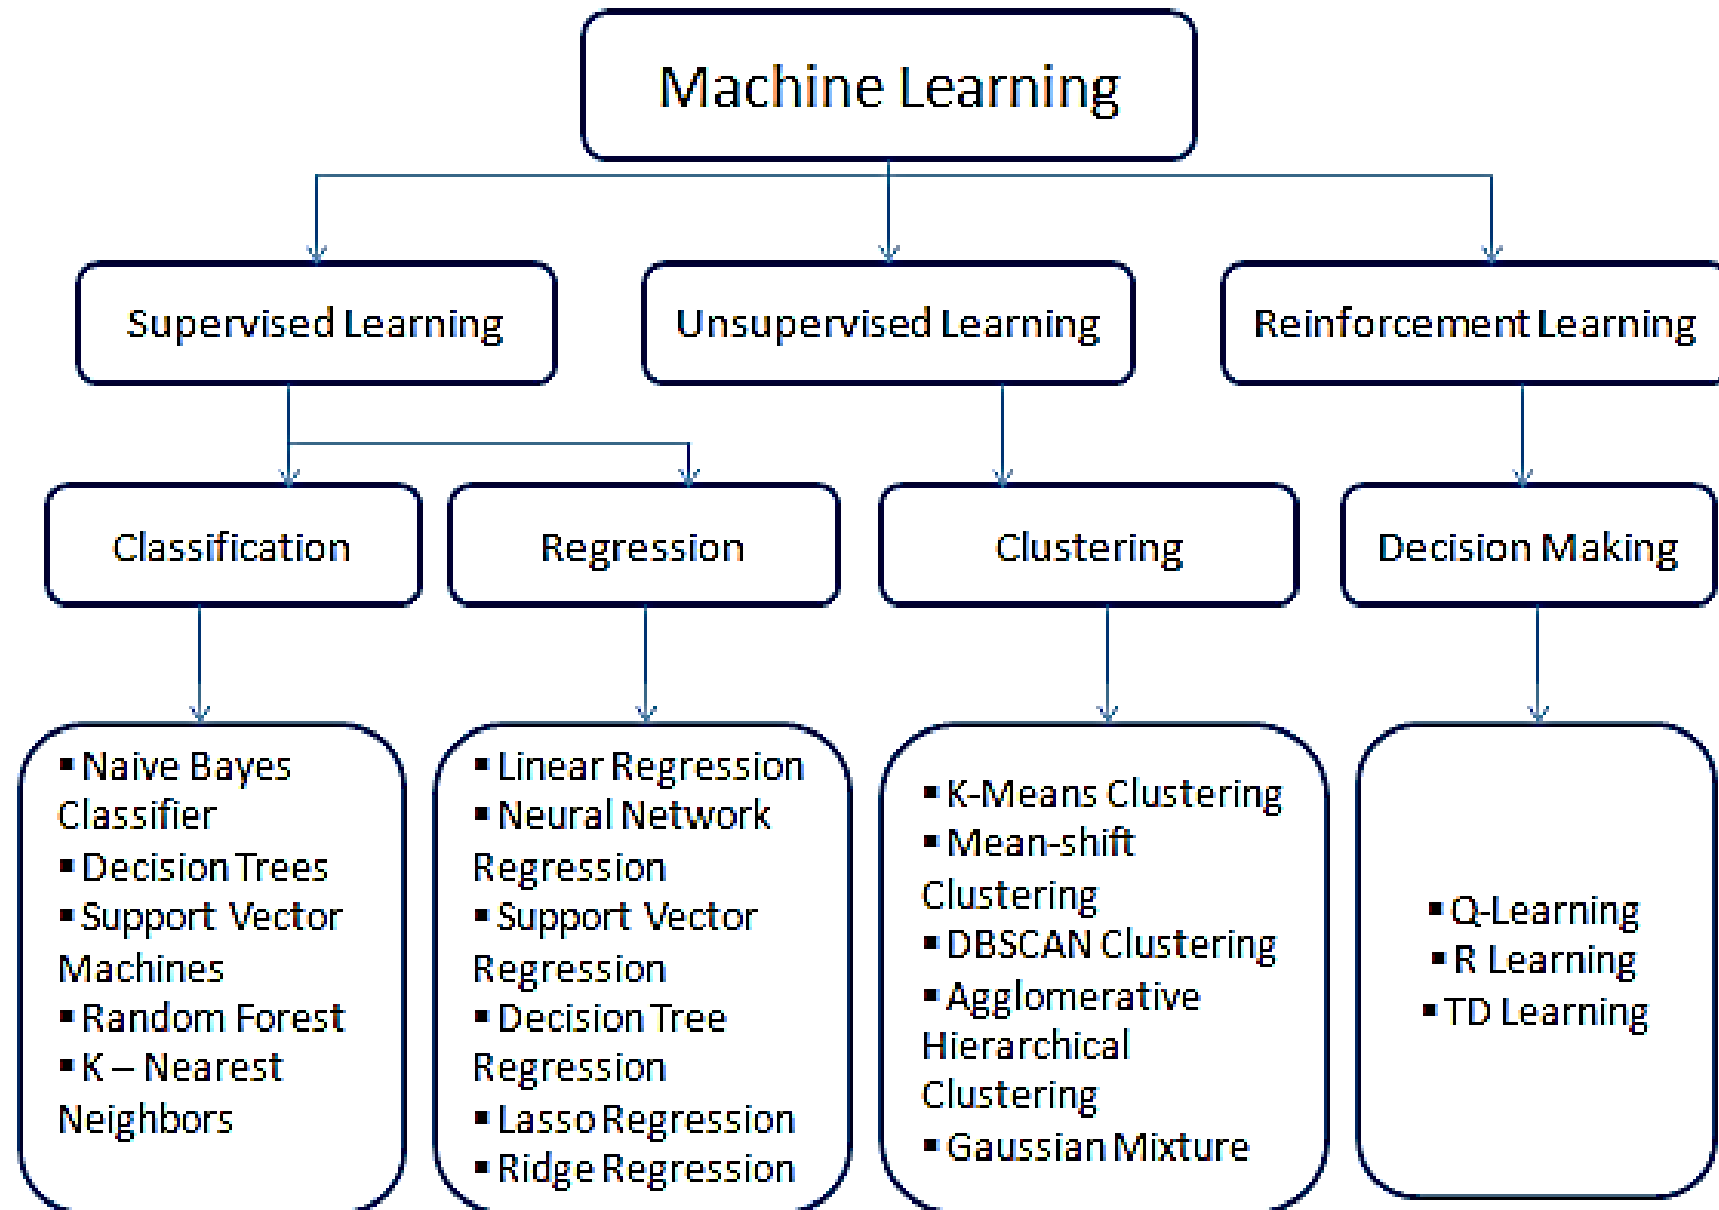 Machine Learning
Supervised Learning
Unsupervised Learning
Reinforcement Learning
Classification
Regression
Clustering
Decision Making
▪ Naive Bayes
Classifier
▪ Decision Trees
▪ Support Vector
Machines
▪ Random Forest
▪ K – Nearest
Neighbors
▪ Linear Regression
▪ Neural Network
Regression
▪ Support Vector
Regression
▪ Decision Tree
Regression
▪ Lasso Regression
▪ Ridge Regression
▪ K-Means Clustering
▪ Mean-shift
Clustering
▪ DBSCAN Clustering
▪ Agglomerative
Hierarchical
Clustering
▪ Gaussian Mixture
▪ Q-Learning
▪ R Learning
▪ TD Learning